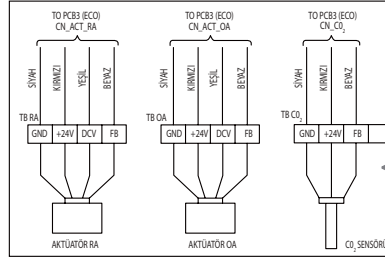 TO PCB3 (ECO)
CN_ACT_RA
TO PCB3 (ECO)
CN_ACT_OA
TO PCB3 (ECO)
CN_CO₂
SİYAH
KIRMIZI
YEŞİL
BEYAZ
SİYAH
KIRMIZI
YEŞİL
BEYAZ
SİYAH
KIRMIZI
BEYAZ
TB RA
GND +24V DCV FB
TB OA
GND +24V DCV FB
TB CO₂
GND +24V FB
AKTÜATÖR RA
AKTÜATÖR OA
CO₂ SENSÖRÜ